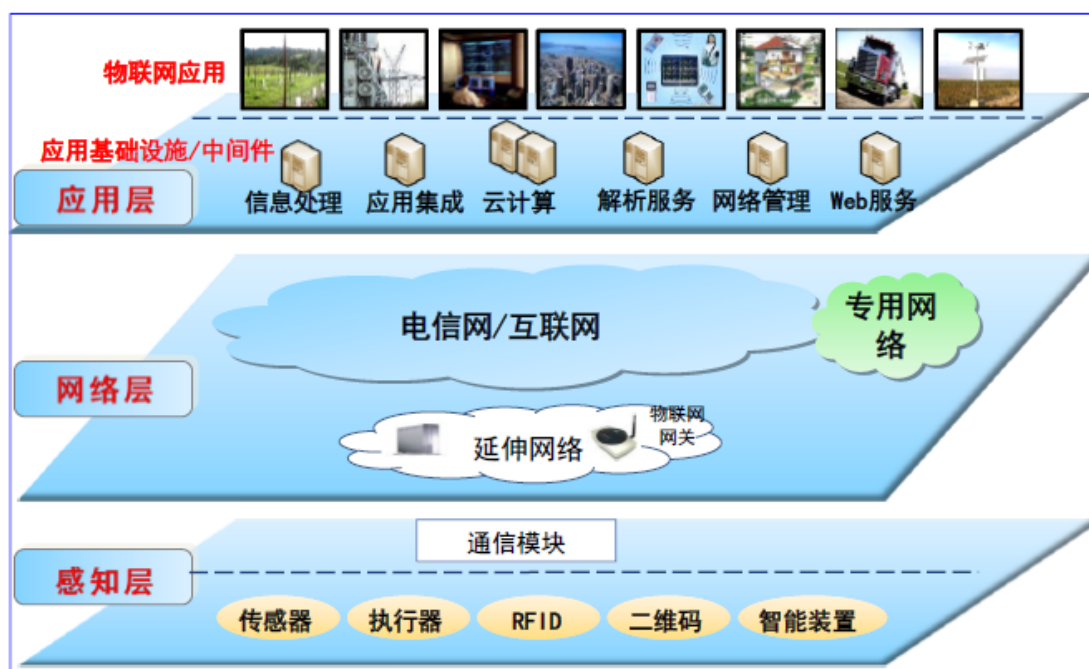 物联网应用
应用基础设施/中间件
应用层
信息处理
应用集成
云计算
解析服务
网络管理
Web服务
电信网/互联网
专用网
络
网络层
物联网
网关
延伸网络
通信模块
感知层
传感器
执行器
RFID
二维码
智能装置